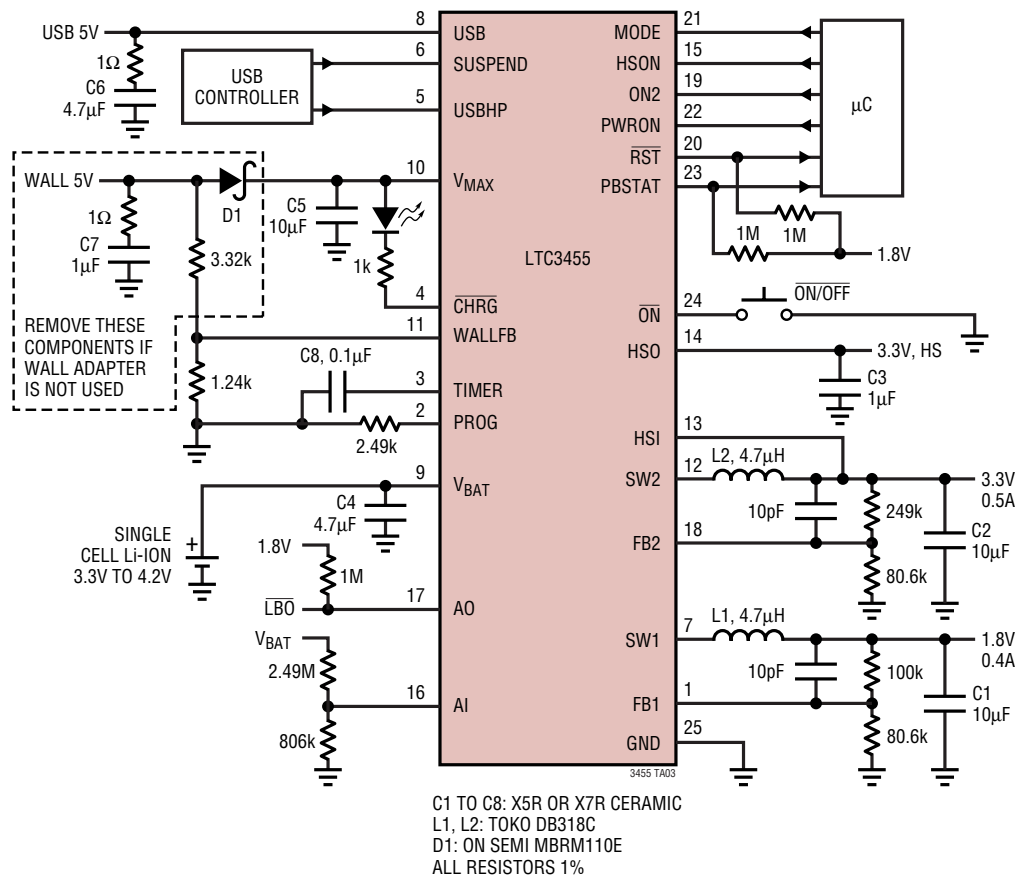 USB 5V
1Ω
C6
4.7µF
USB
CONTROLLER
8
USB
6
SUSPEND
5
USBHP
WALL 5V
1Ω
C7
1µF
D1
3.32k
REMOVE THESE
COMPONENTS IF
WALL ADAPTER
IS NOT USED
1.24k
C5
10µF
1k
10
VMAX
4
CHRG
11
WALLFB
C8, 0.1µF
3
TIMER
2
PROG
2.49k
9
VBAT
C4
4.7µF
SINGLE
CELL Li-ION
3.3V TO 4.2V
+
1.8V
1M
LBO
17
AO
VBAT
2.49M
16
AI
806k
LTC3455
MODE
21
HSON
15
ON2
19
PWRON
22
RST
20
PBSTAT
23
µC
1M
1M
1.8V
ON
24
ON/OFF
HSO
14
3.3V, HS
C3
1µF
HSI
13
SW2
12
L2, 4.7µH
3.3V
0.5A
10pF
249k
C2
10µF
FB2
18
80.6k
SW1
7
L1, 4.7µH
1.8V
0.4A
10pF
100k
C1
10µF
FB1
1
80.6k
GND
25
3455 TA03
C1 TO C8: X5R OR X7R CERAMIC
L1, L2: TOKO DB318C
D1: ON SEMI MBRM110E
ALL RESISTORS 1%